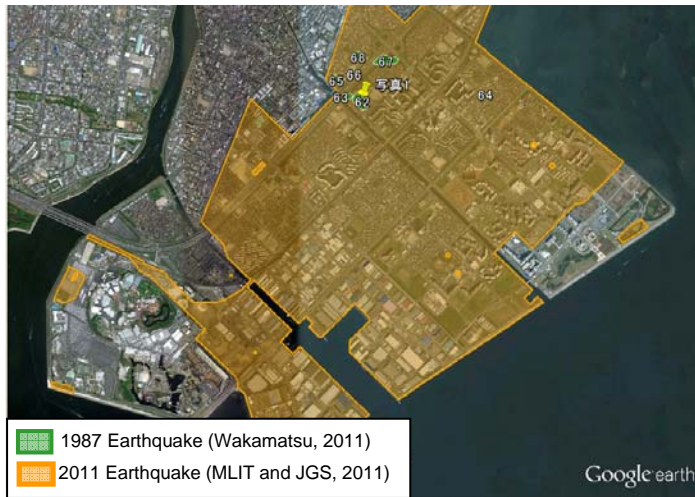 68
67
65
66
写真1
63
62
64
1987 Earthquake (Wakamatsu, 2011)
2011 Earthquake (MLIT and JGS, 2011)
Google earth